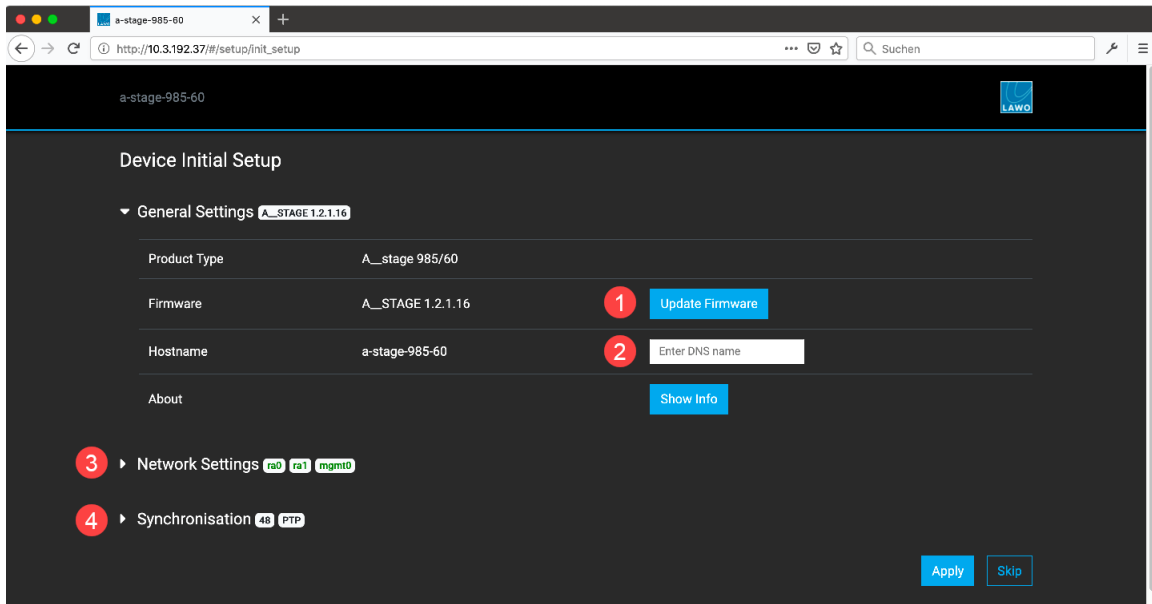 a-stage-985-60
http://10.3.192.37/#/setup/init_setup
Suchen
a-stage-985-60
LAWO
Device Initial Setup
General Settings A__STAGE 1.2.1.16
Product Type A__stage 985/60
Firmware A__STAGE 1.2.1.16 1 Update Firmware
Hostname a-stage-985-60 2 Enter DNS name
About Show Info
3 Network Settings ra0 ra1 mgmt0
4 Synchronisation 48 PTP
Apply Skip